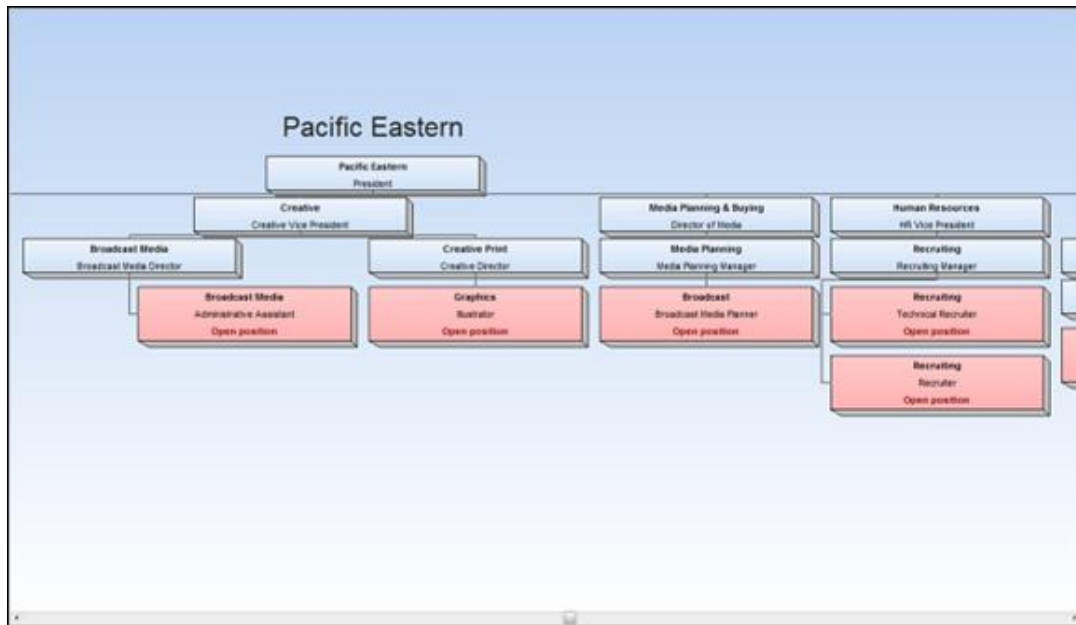 Pacific Eastern
Pacific Eastern
President
Creative
Creative Vice President
Media Planning & Buying
Director of Media
Human Resources
HR Vice President
Broadcast Media
Broadcast Media Director
Creative Print
Creative Director
Media Planning
Media Planning Manager
Recruiting
Recruiting Manager
Broadcast Media
Administrative Assistant
Open position
Graphics
Illustrator
Open position
Broadcast
Broadcast Media Planner
Open position
Recruiting
Technical Recruiter
Open position
Recruiting
Recruiter
Open position